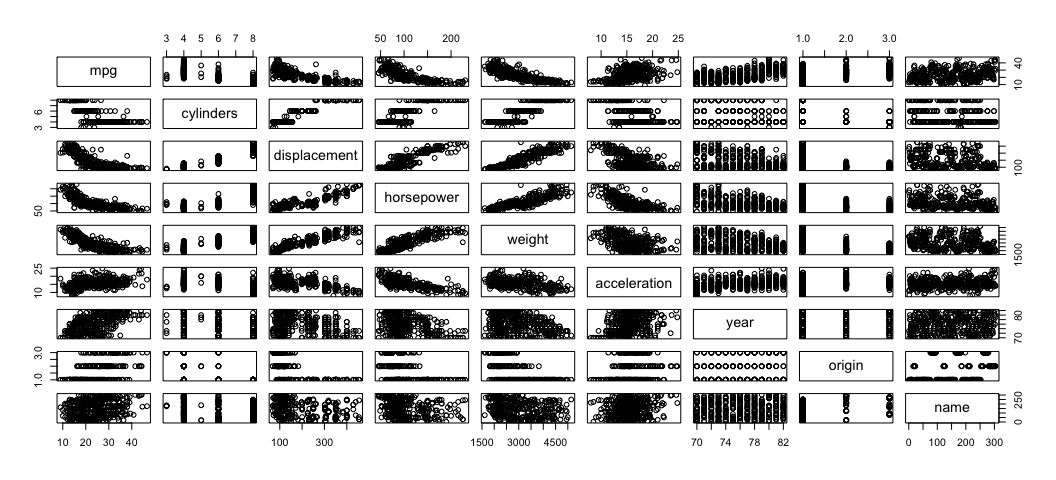 3 4 5 6 7 8
50 100 200
10 15 20 25
1.0 2.0 3.0
mpg
10 40
3 6
cylinders
displacement
100
50
horsepower
weight
1500
10 25
acceleration
year
70 80
1.0 3.0
origin
name
0 250
10 20 30 40
100 300
1500 3000 4500
70 74 78 82
0 100 200 300